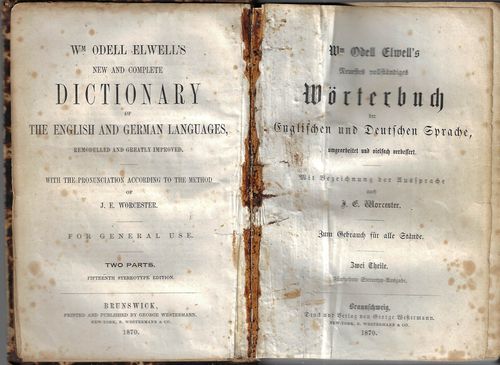 WM ODELL ELWELL'S
NEW AND COMPLETE
DICTIONARY
OF
THE ENGLISH AND GERMAN LANGUAGES,
REMODELLED AND GREATLY IMPROVED,
WITH THE PRONUNCIATION ACCORDING TO THE METHOD
OF
J. E. WORCESTER.
FOR GENERAL USE.
TWO PARTS.
FIFTEENTH STEREOTYPE EDITION.
BRUNSWICK,
PRINTED AND PUBLISHED BY GEORGE WESTERMANN.
NEW-YORK, B. WESTERMANN & CO.
1870.
Wm Odell Elwell's
Neuestes vollständiges
Wörterbuch
der
Englischen und Deutschen Sprache,
umgearbeitet und vielfach verbessert.
Mit Bezeichnung der Aussprache
nach
J. E. Worcester.
Zum Gebrauch für alle Stände.
Zwei Theile.
Stereotyp-Ausgabe.
Braunschweig,
Druck und Verlag von George Westermann.
NEW-YORK, B. WESTERMANN & CO.
1870.